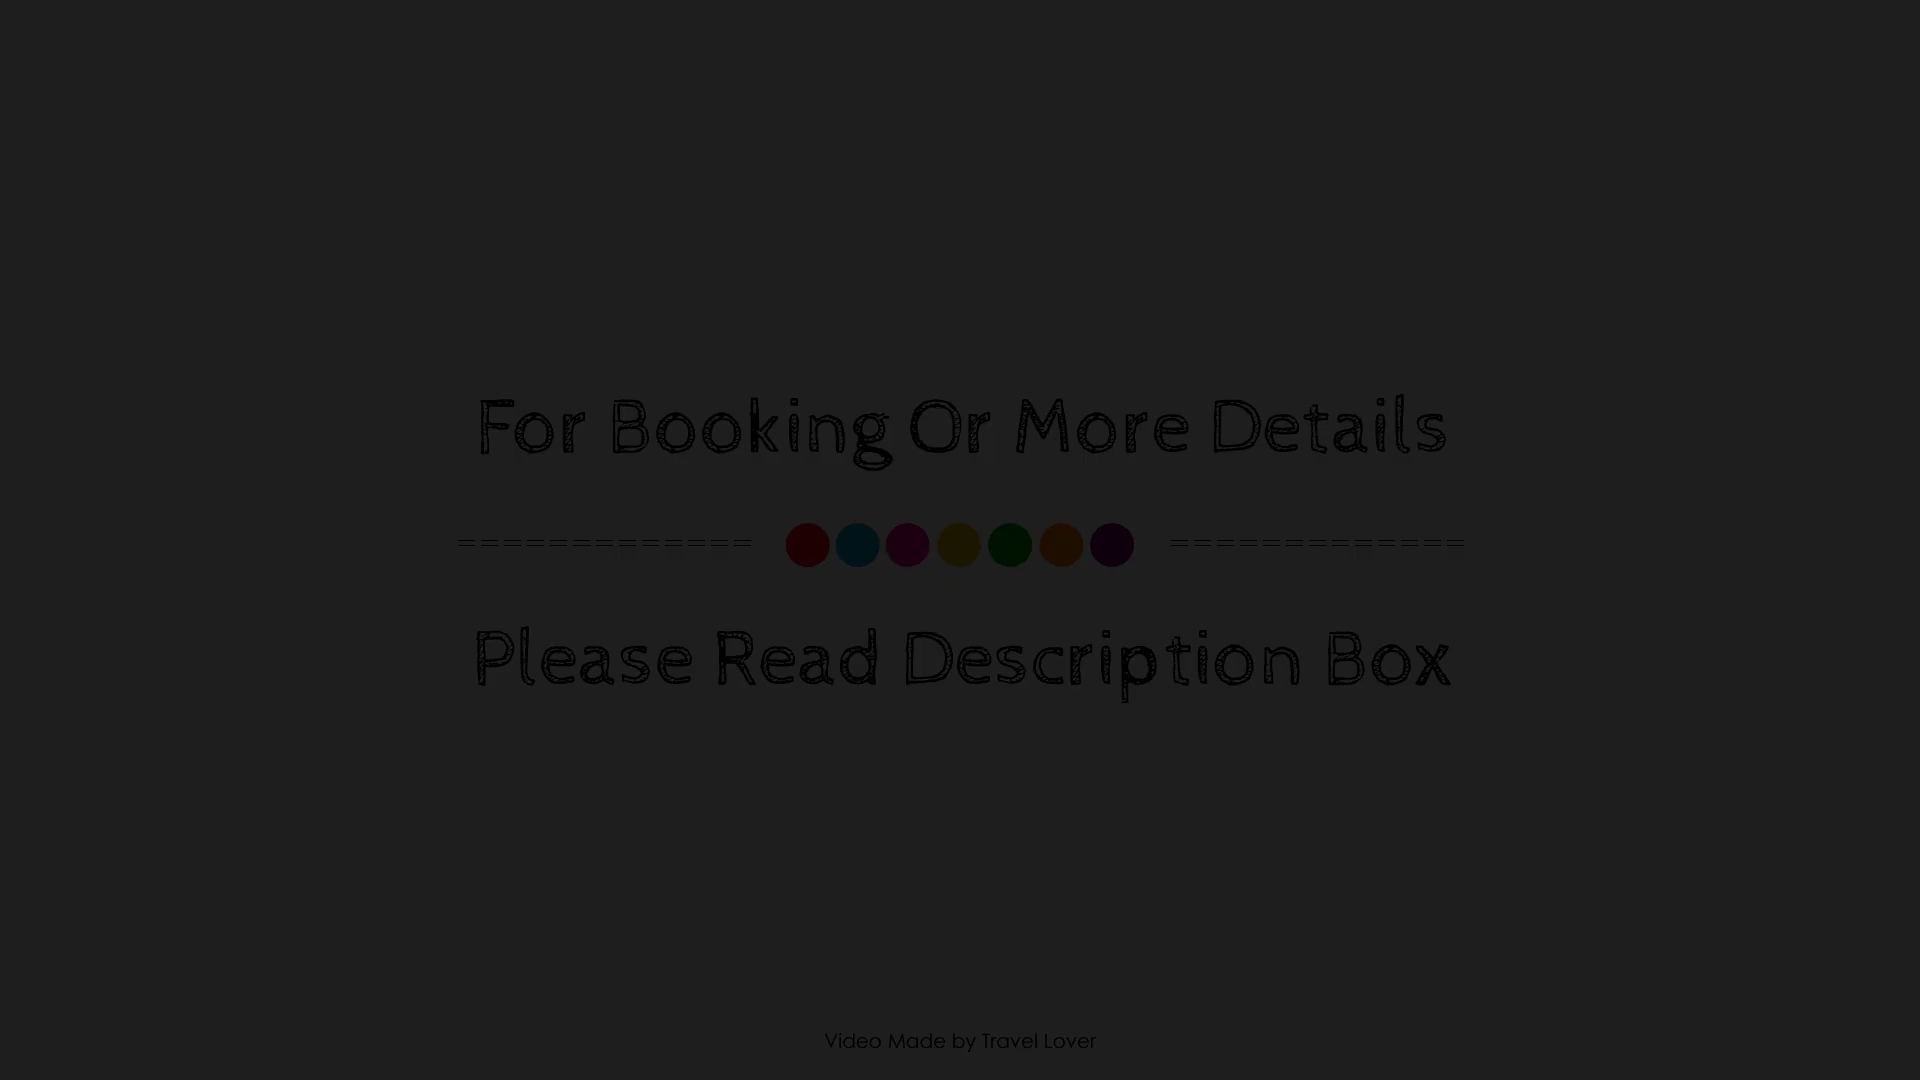 For Booking Or More Details
============= =============
Please Read Description Box
Video Made by Travel Lover